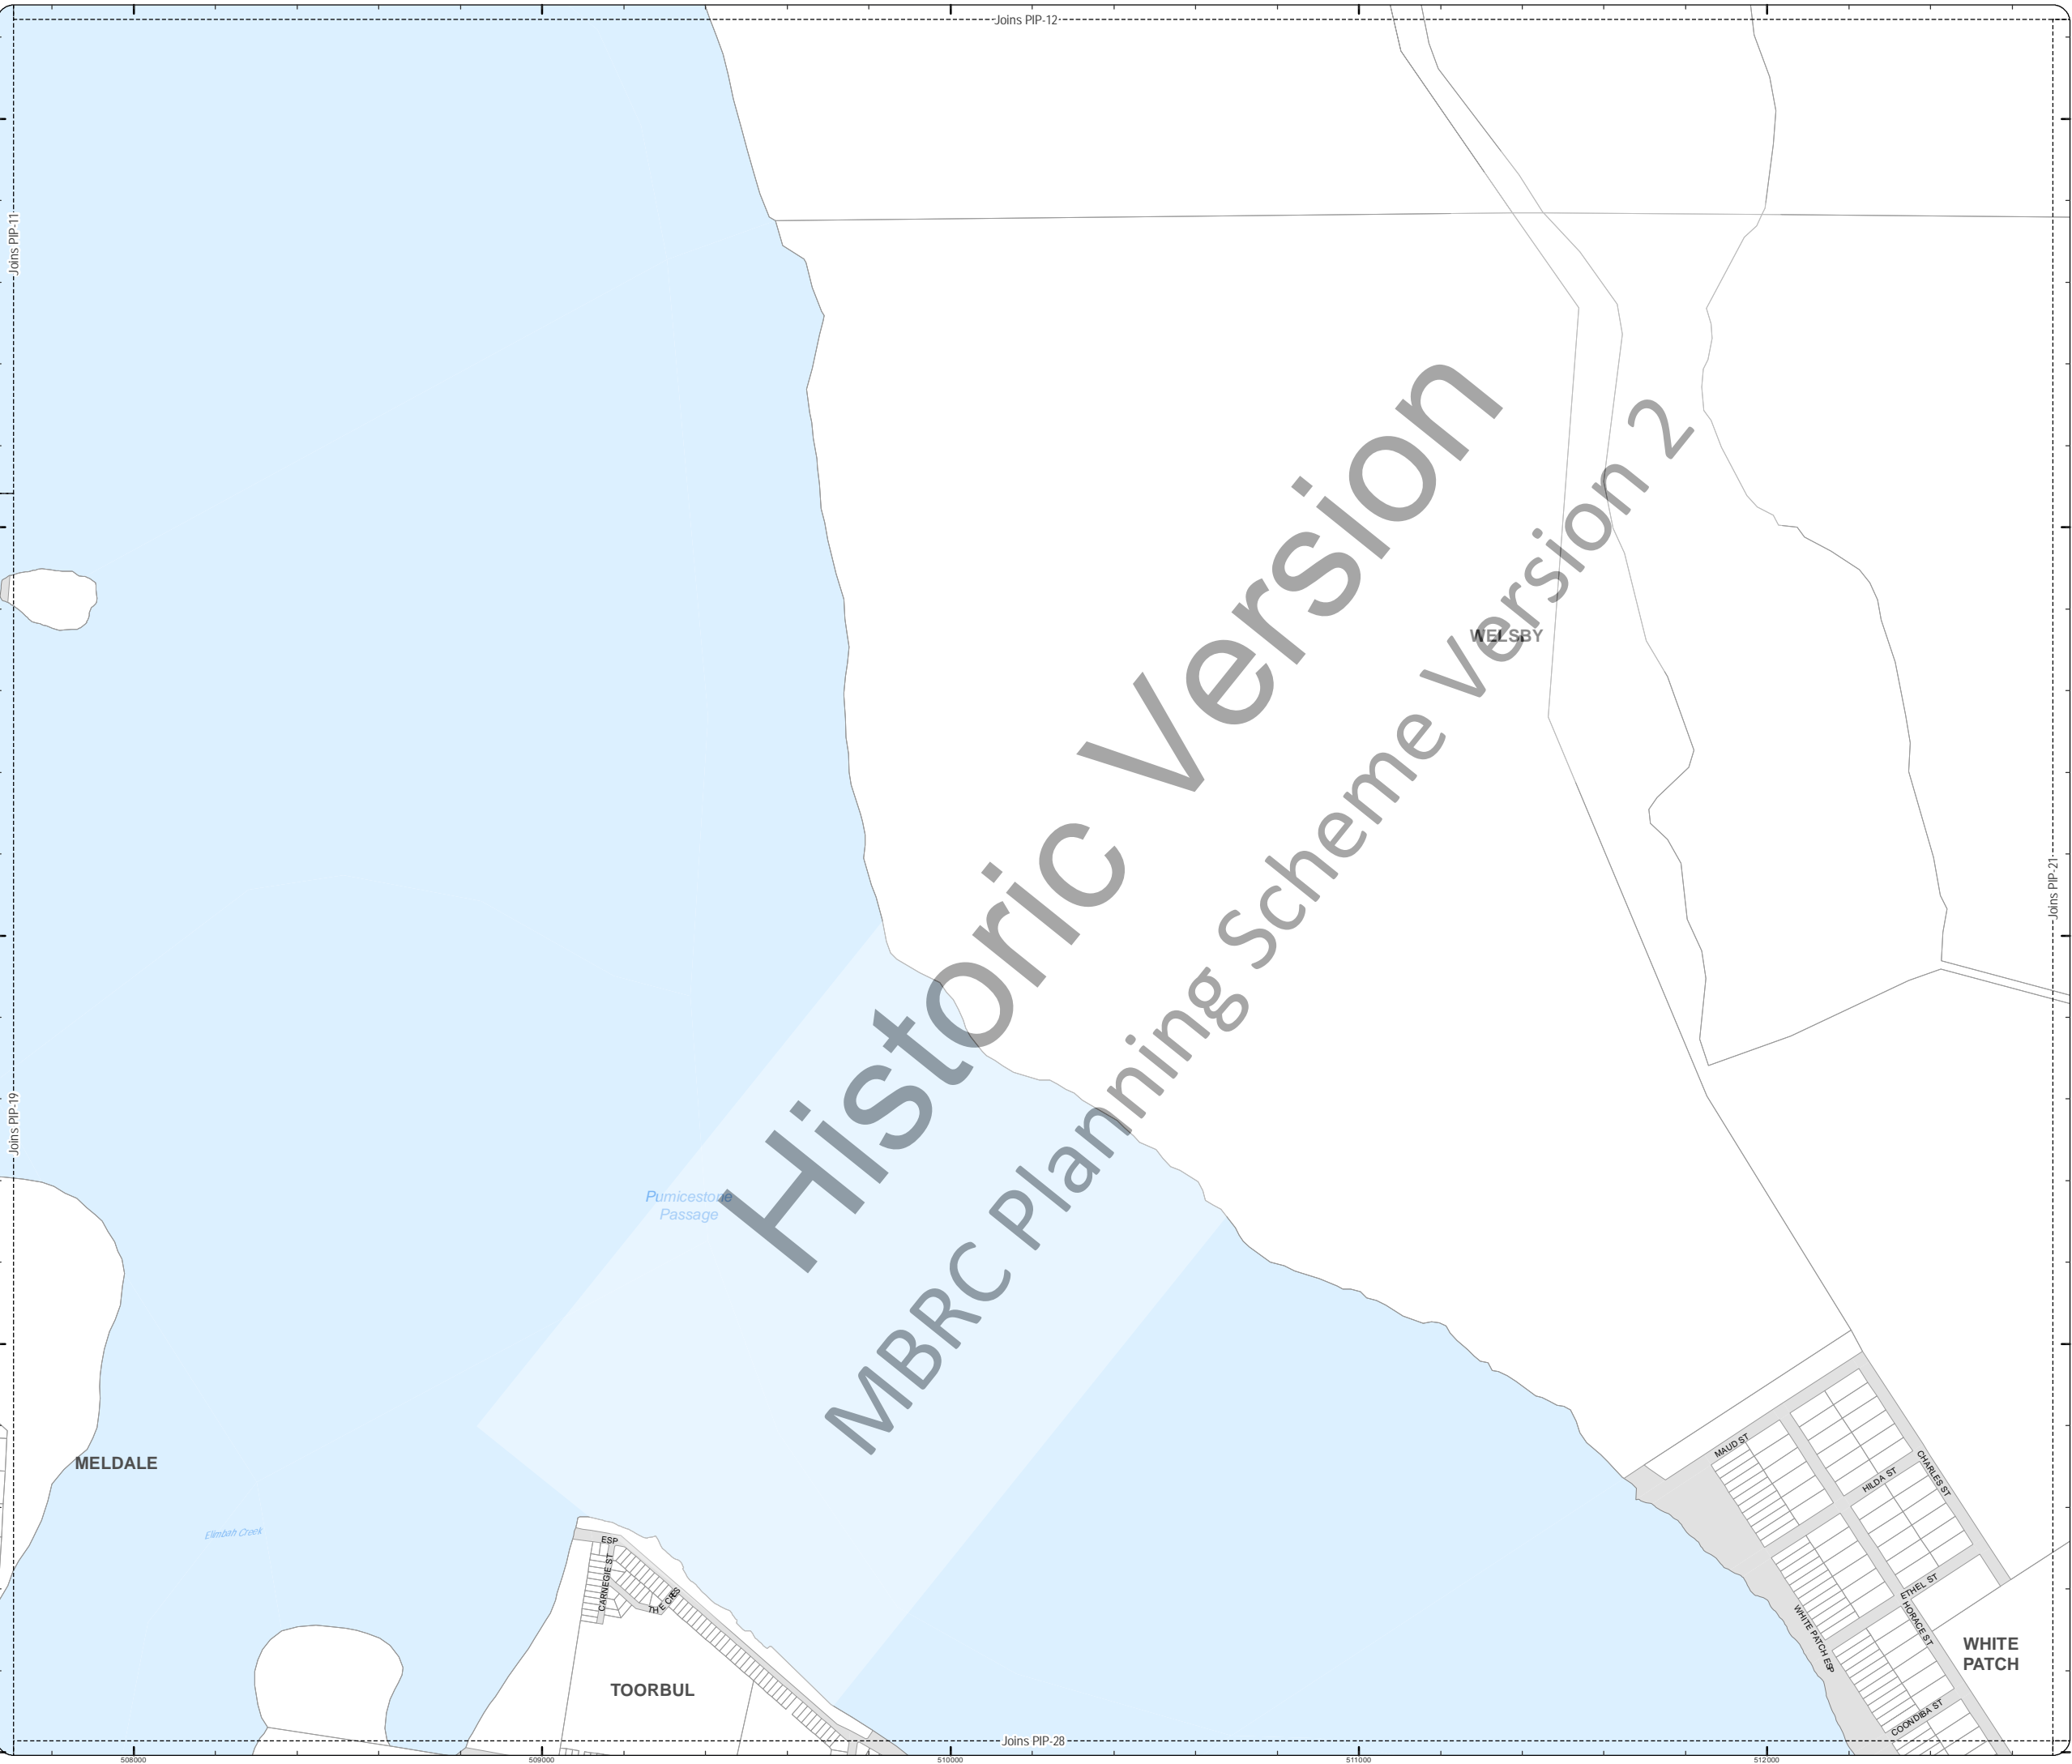 Joins PIP-12
Joins PIP-11
Historic Version
MBRC Planning Scheme Version 2
WELSBY
Joins PIP-21
Joins PIP-19
Pumicestone
Passage
MELDALE
Elimbah Creek
ESP
CARNEGIE ST
THE CRES
TOORBUL
MAUD ST
HILDA ST
CHARLES ST
ETHEL ST
HORACE ST
WHITE PATCH ESP
WHITE
PATCH
COONDIBA ST
Joins PIP-28
508000
509000
510000
511000
512000